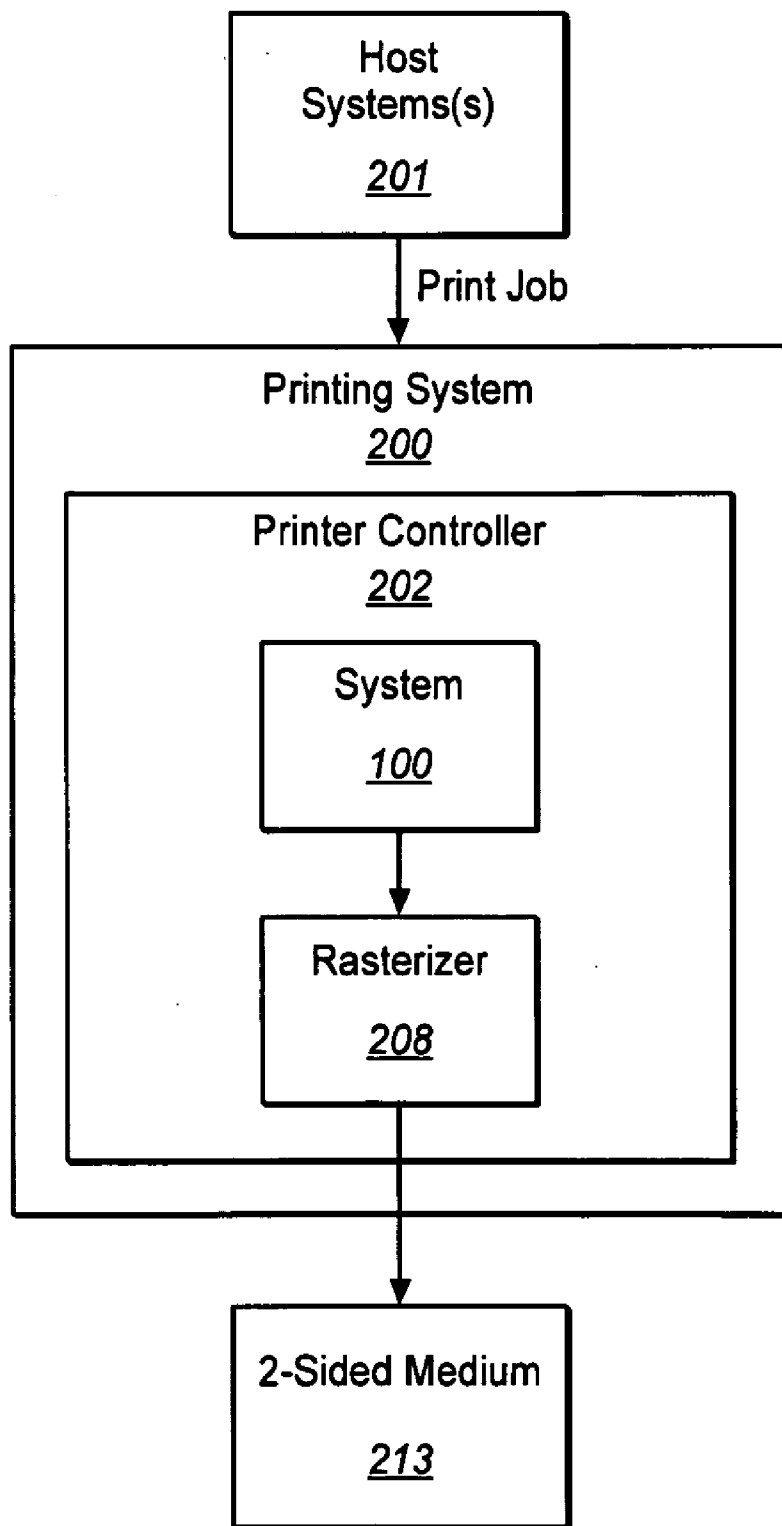 Host
Systems(s)
201
Print Job
Printing System
200
Printer Controller
202
System
100
Rasterizer
208
2-Sided Medium
213